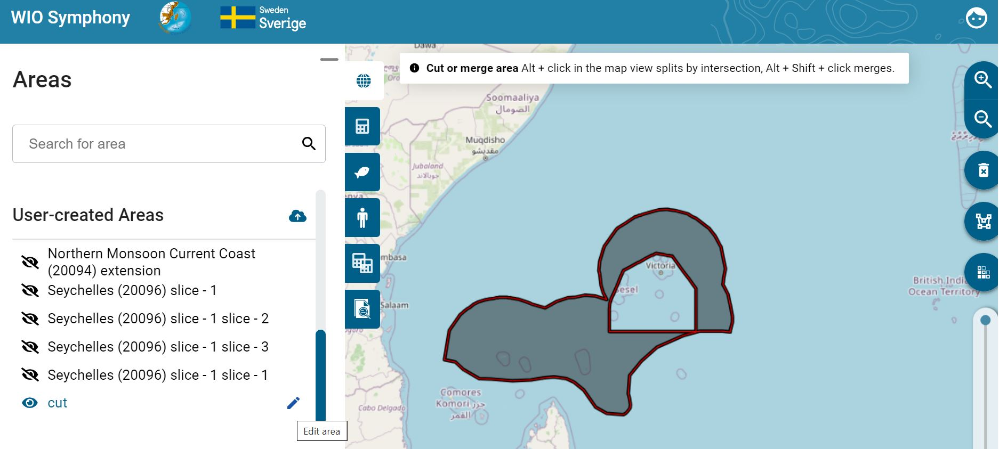 WIO Symphony
Sweden
Sverige
Areas
Search for area
User-created Areas
Northern Monsoon Current Coast
(20094) extension
Seychelles (20096) slice - 1
Seychelles (20096) slice - 1 slice - 2
Seychelles (20096) slice - 1 slice - 3
Seychelles (20096) slice - 1 slice - 1
cut
Edit area
Cut or merge area Alt + click in the map view splits by intersection, Alt + Shift + click merges.
Dawa
Soomaaliya
الصومال
Muqdisho
مقديشو
Jubaland
جوبالاند
enya
mbasa
Salaam
Victoria
Sesel
British India
Ocean Territory
Comores
Komori جزر
القمر
Cabo Delgado